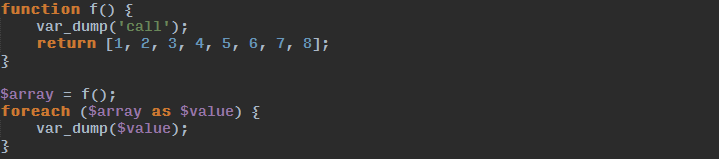 function f() {
    var_dump('call');
    return [1, 2, 3, 4, 5, 6, 7, 8];
}

$array = f();
foreach ($array as $value) {
    var_dump($value);
}